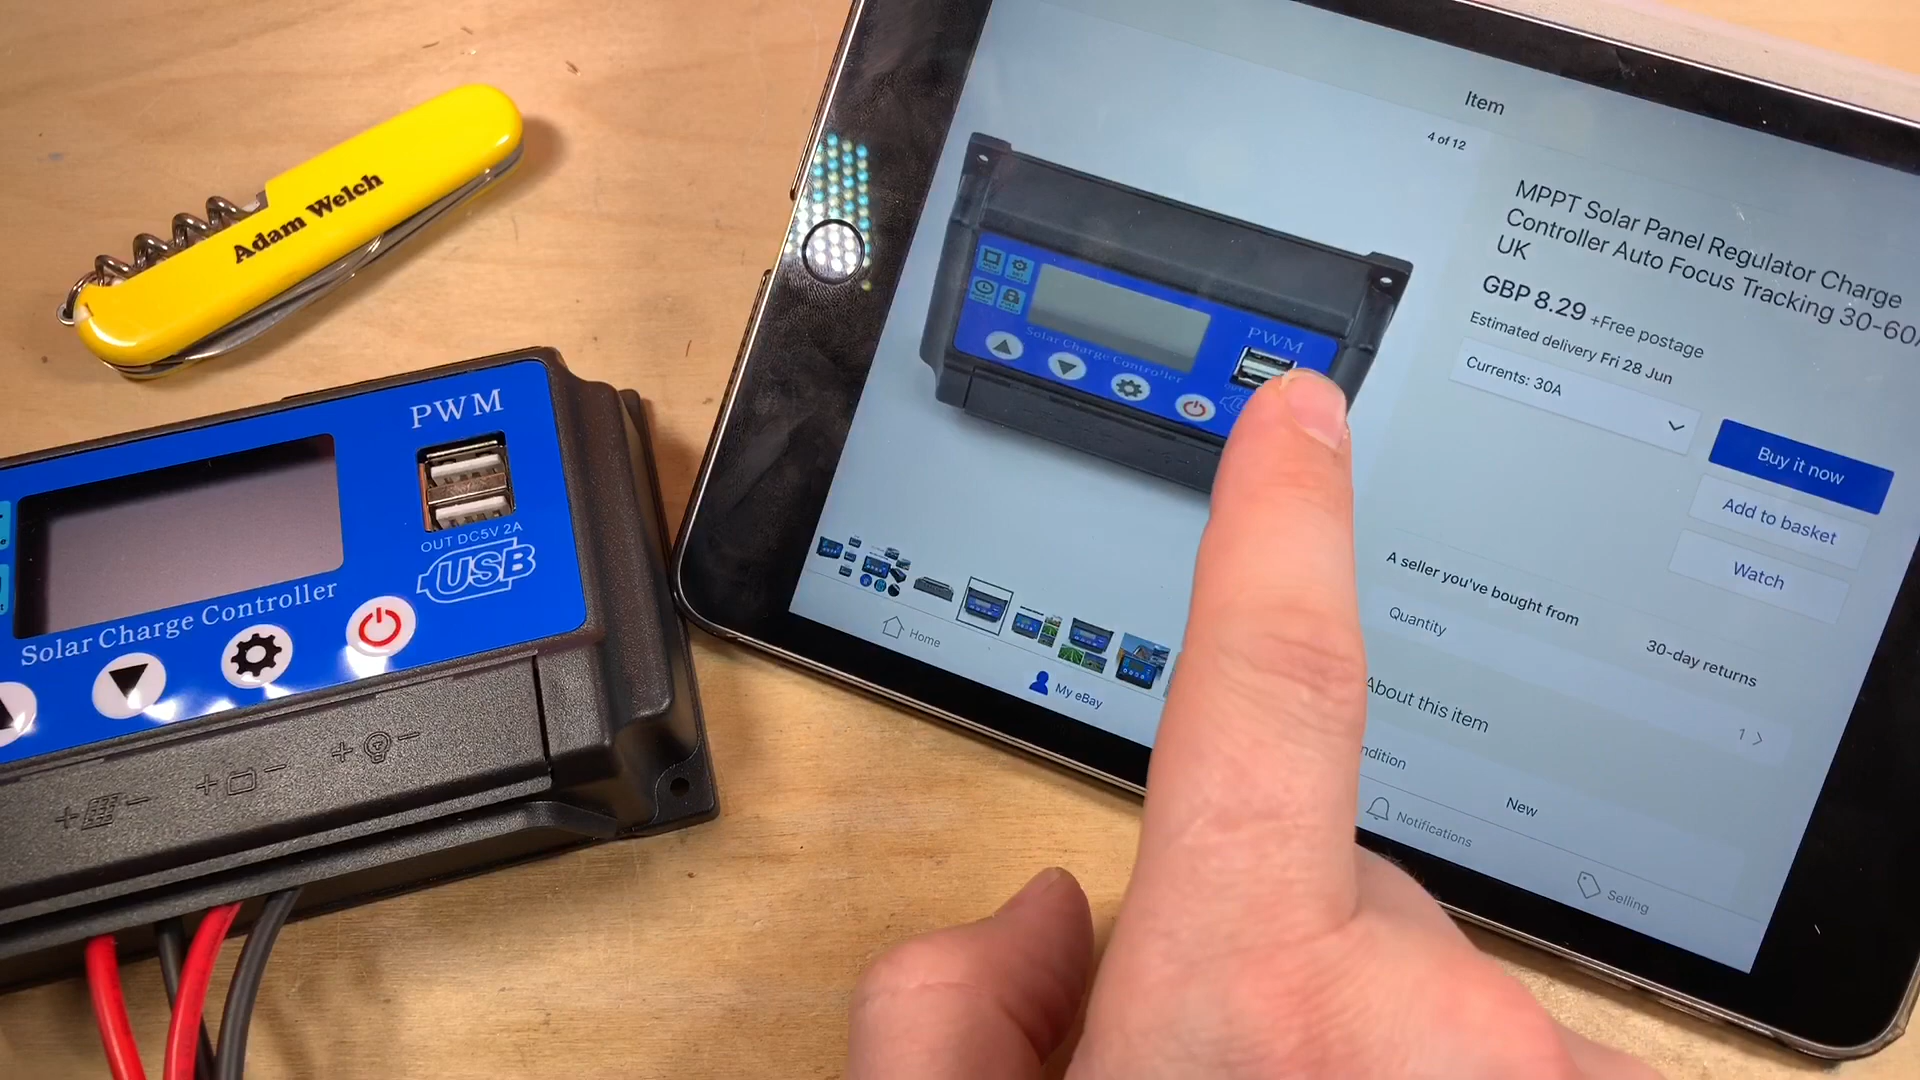 Adam Welch
PWM
OUT DC5V 2A
USB
Solar Charge Controller
Item
4 of 12
MPPT Solar Panel Regulator Charge
Controller Auto Focus Tracking 30-60A
UK
GBP 8.29 +Free postage
Estimated delivery Fri 28 Jun
Currents: 30A
Buy it now
Add to basket
Watch
PWM
Solar Charge Controller
A seller you've bought from
30-day returns
Quantity
1
About this item
New
Home
My eBay
Notifications
Selling